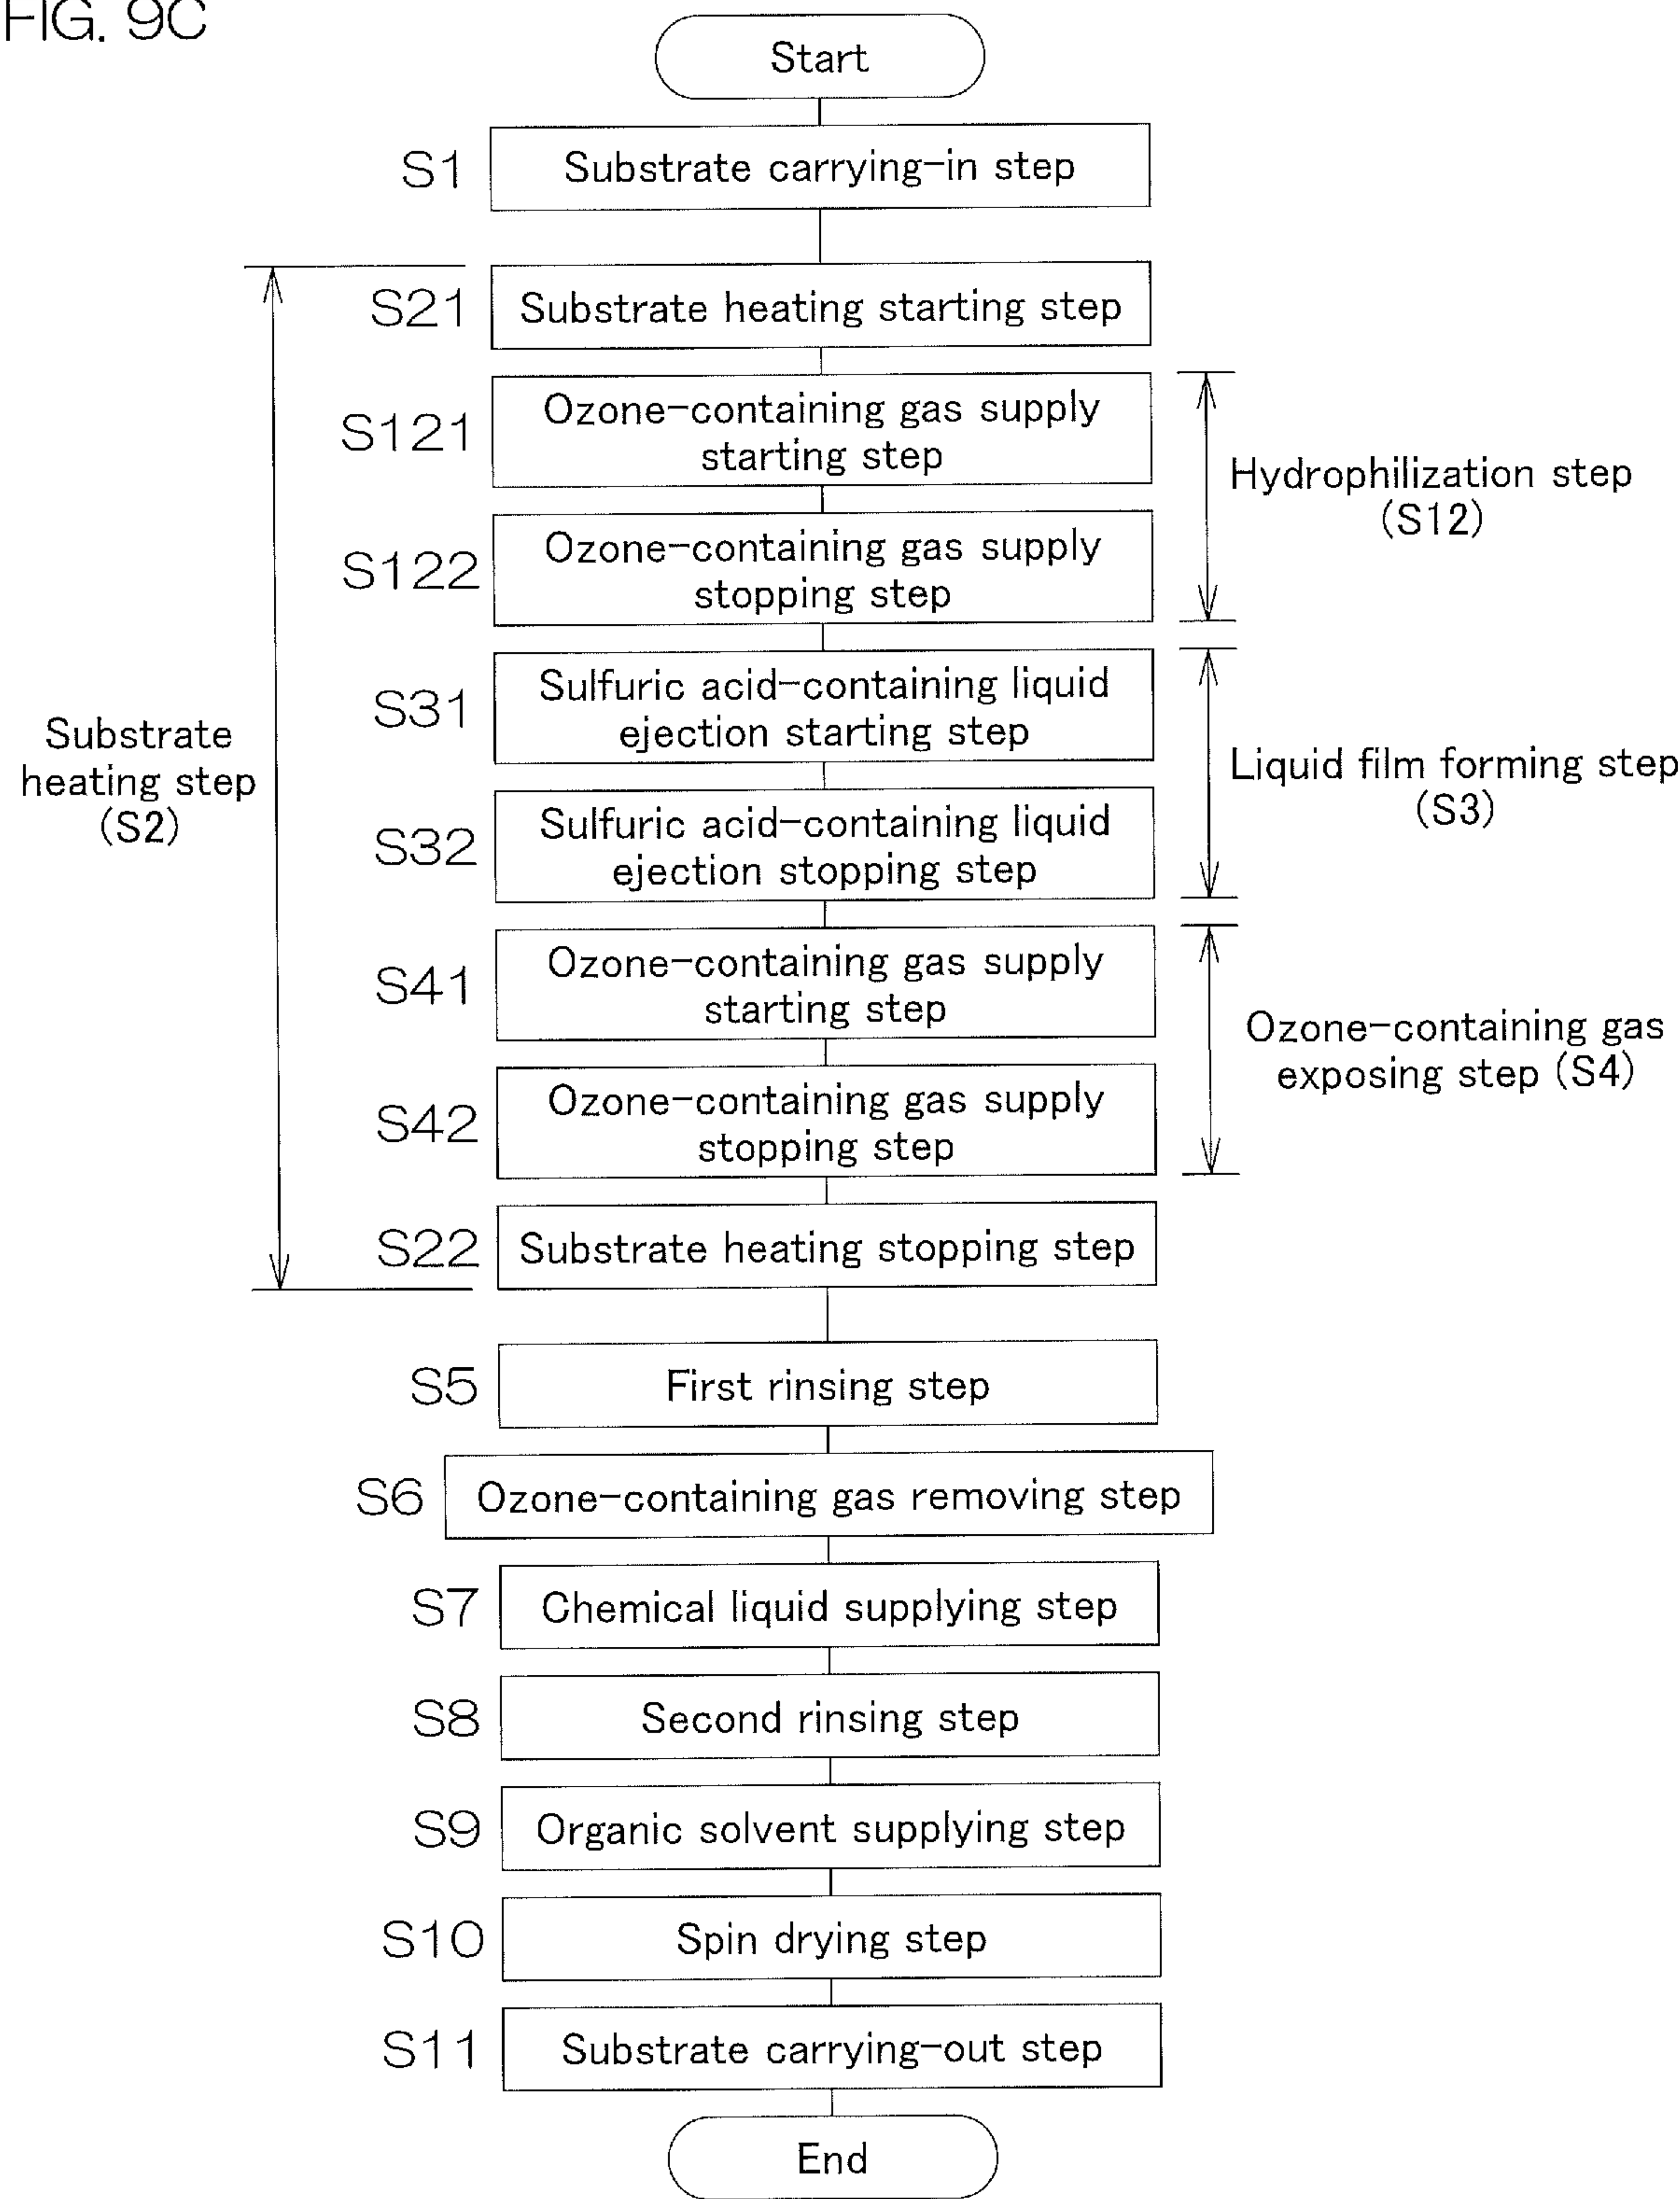 FIG. 9C
Start
S1
Substrate carrying-in step
S21
Substrate heating starting step
S121
Ozone-containing gas supply
starting step
Hydrophilization step
(S12)
S122
Ozone-containing gas supply
stopping step
S31
Sulfuric acid-containing liquid
ejection starting step
Substrate
heating step
(S2)
Liquid film forming step
(S3)
S32
Sulfuric acid-containing liquid
ejection stopping step
S41
Ozone-containing gas supply
starting step
Ozone-containing gas
exposing step (S4)
S42
Ozone-containing gas supply
stopping step
S22
Substrate heating stopping step
S5
First rinsing step
S6
Ozone-containing gas removing step
S7
Chemical liquid supplying step
S8
Second rinsing step
S9
Organic solvent supplying step
S10
Spin drying step
S11
Substrate carrying-out step
End